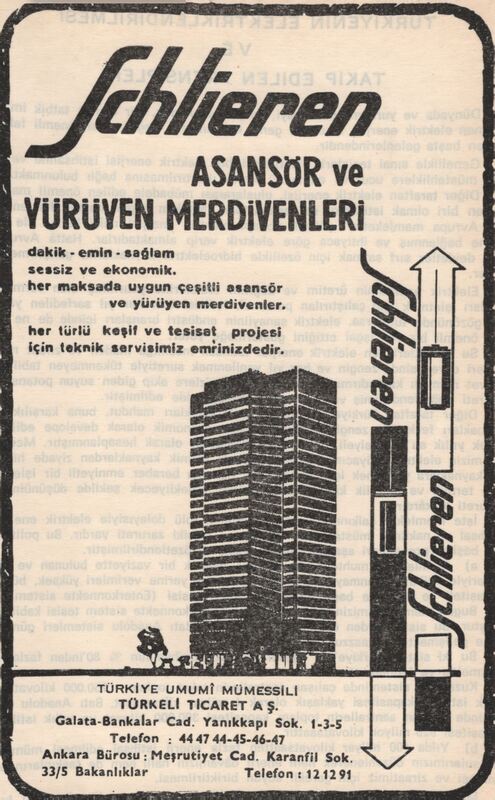 Schlieren
ASANSÖR ve
YÜRÜYEN MERDİVENLERİ
dakik - emin - sağlam
sessiz ve ekonomik.
her maksada uygun çeşitli asansör
ve yürüyen merdivenler.
her türlü keşif ve tesisat projesi
için teknik servisimiz emrinizdedir.
Schlieren
Schlieren
TÜRKİYE UMUMÎ MÜMESSİLİ
TÜRKELİ TİCARET A Ş.
Galata-Bankalar Cad. Yanıkkapı Sok. 1-3-5
Telefon : 44 47 44-45-46-47
Ankara Bürosu : Meşrutiyet Cad. Karanfil Sok.
33/5 Bakanlıklar Telefon : 12 12 91